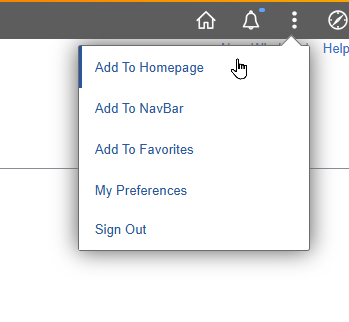 Help
Add To Homepage
Add To NavBar
Add To Favorites
My Preferences
Sign Out